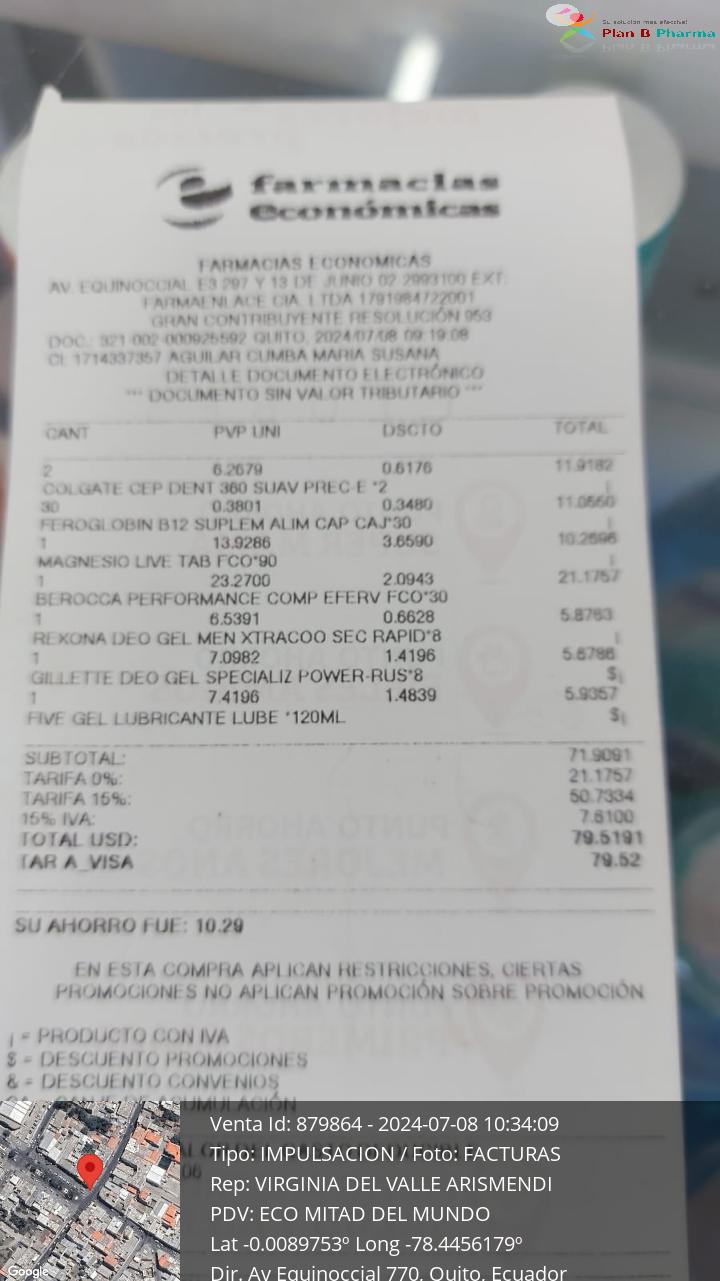 Su solución más efectiva!
Plan B Pharma
farmacias
económicas
FARMACIAS ECONOMICAS
AV. EQUINOCCIAL E3 297 Y 13 DE JUNIO 02 2993100 EXT:
FARMAENLACE CIA. LTDA 1791984722001
GRAN CONTRIBUYENTE RESOLUCIÓN 953
DOC.: 321-002-000925592 QUITO, 2024/07/08 09:19:08
CI: 1714337357 AGUILAR CUMBA MARIA SUSANA
DETALLE DOCUMENTO ELECTRÓNICO
*** DOCUMENTO SIN VALOR TRIBUTARIO ***
CANT PVP UNI DSCTO TOTAL
2 6.2679 0.6176 11.9182
COLGATE CEP DENT 360 SUAV PREC-E *2 ¡
30 0.3801 0.3480 11.0550
FEROGLOBIN B12 SUPLEM ALIM CAP CAJ*30 ¡
1 13.9286 3.6590 10.2696
MAGNESIO LIVE TAB FCO*90 ¡
1 23.2700 2.0943 21.1757
BEROCCA PERFORMANCE COMP EFERV FCO*30
1 6.5391 0.6628 5.8763
REXONA DEO GEL MEN XTRACOO SEC RAPID*8 ¡
1 7.0982 1.4196 5.6786
GILLETTE DEO GEL SPECIALIZ POWER-RUS*8 $¡
1 7.4196 1.4839 5.9357
FIVE GEL LUBRICANTE LUBE *120ML $¡
SUBTOTAL: 71.9091
TARIFA 0%: 21.1757
TARIFA 15%: 50.7334
15% IVA: 7.6100
TOTAL USD: 79.5191
TAR A_VISA 79.52
SU AHORRO FUE: 10.29
EN ESTA COMPRA APLICAN RESTRICCIONES, CIERTAS
PROMOCIONES NO APLICAN PROMOCIÓN SOBRE PROMOCIÓN
¡ = PRODUCTO CON IVA
$ = DESCUENTO PROMOCIONES
& = DESCUENTO CONVENIOS
Venta Id: 879864 - 2024-07-08 10:34:09
Tipo: IMPULSACION / Foto: FACTURAS
Rep: VIRGINIA DEL VALLE ARISMENDI
PDV: ECO MITAD DEL MUNDO
Lat -0.0089753º Long -78.4456179º
Dir. Av Equinoccial 770, Quito, Ecuador
Google